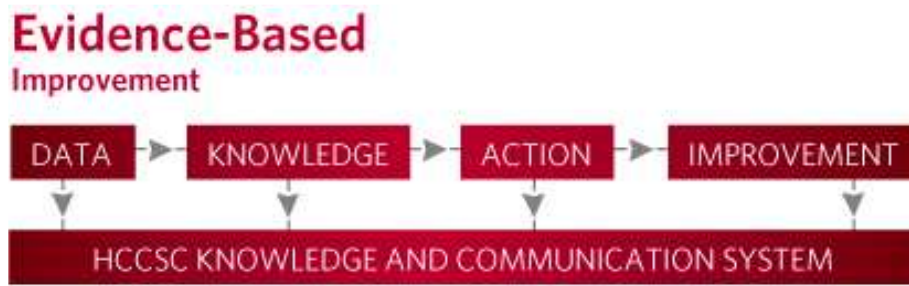 Evidence-Based
Improvement
DATA KNOWLEDGE ACTION IMPROVEMENT
HCCSC KNOWLEDGE AND COMMUNICATION SYSTEM